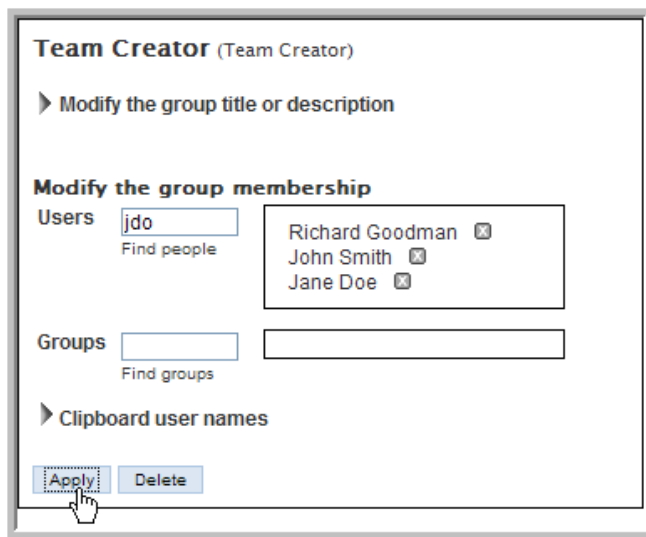 Team Creator (Team Creator)
Modify the group title or description
Modify the group membership
Users jdo
Find people
Richard Goodman
John Smith
Jane Doe
Groups
Find groups
Clipboard user names
Apply Delete